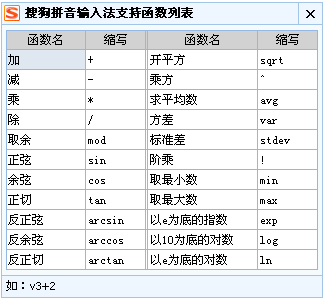 搜狗拼音输入法支持函数列表
函数名 缩写 函数名 缩写
加 + 开平方 sqrt
减 - 乘方 ^
乘 * 求平均数 avg
除 / 方差 var
取余 mod 标准差 stdev
正弦 sin 阶乘 !
余弦 cos 取最小数 min
正切 tan 取最大数 max
反正弦 arcsin 以e为底的指数 exp
反余弦 arccos 以10为底的对数 log
反正切 arctan 以e为底的对数 ln
如：v3+2